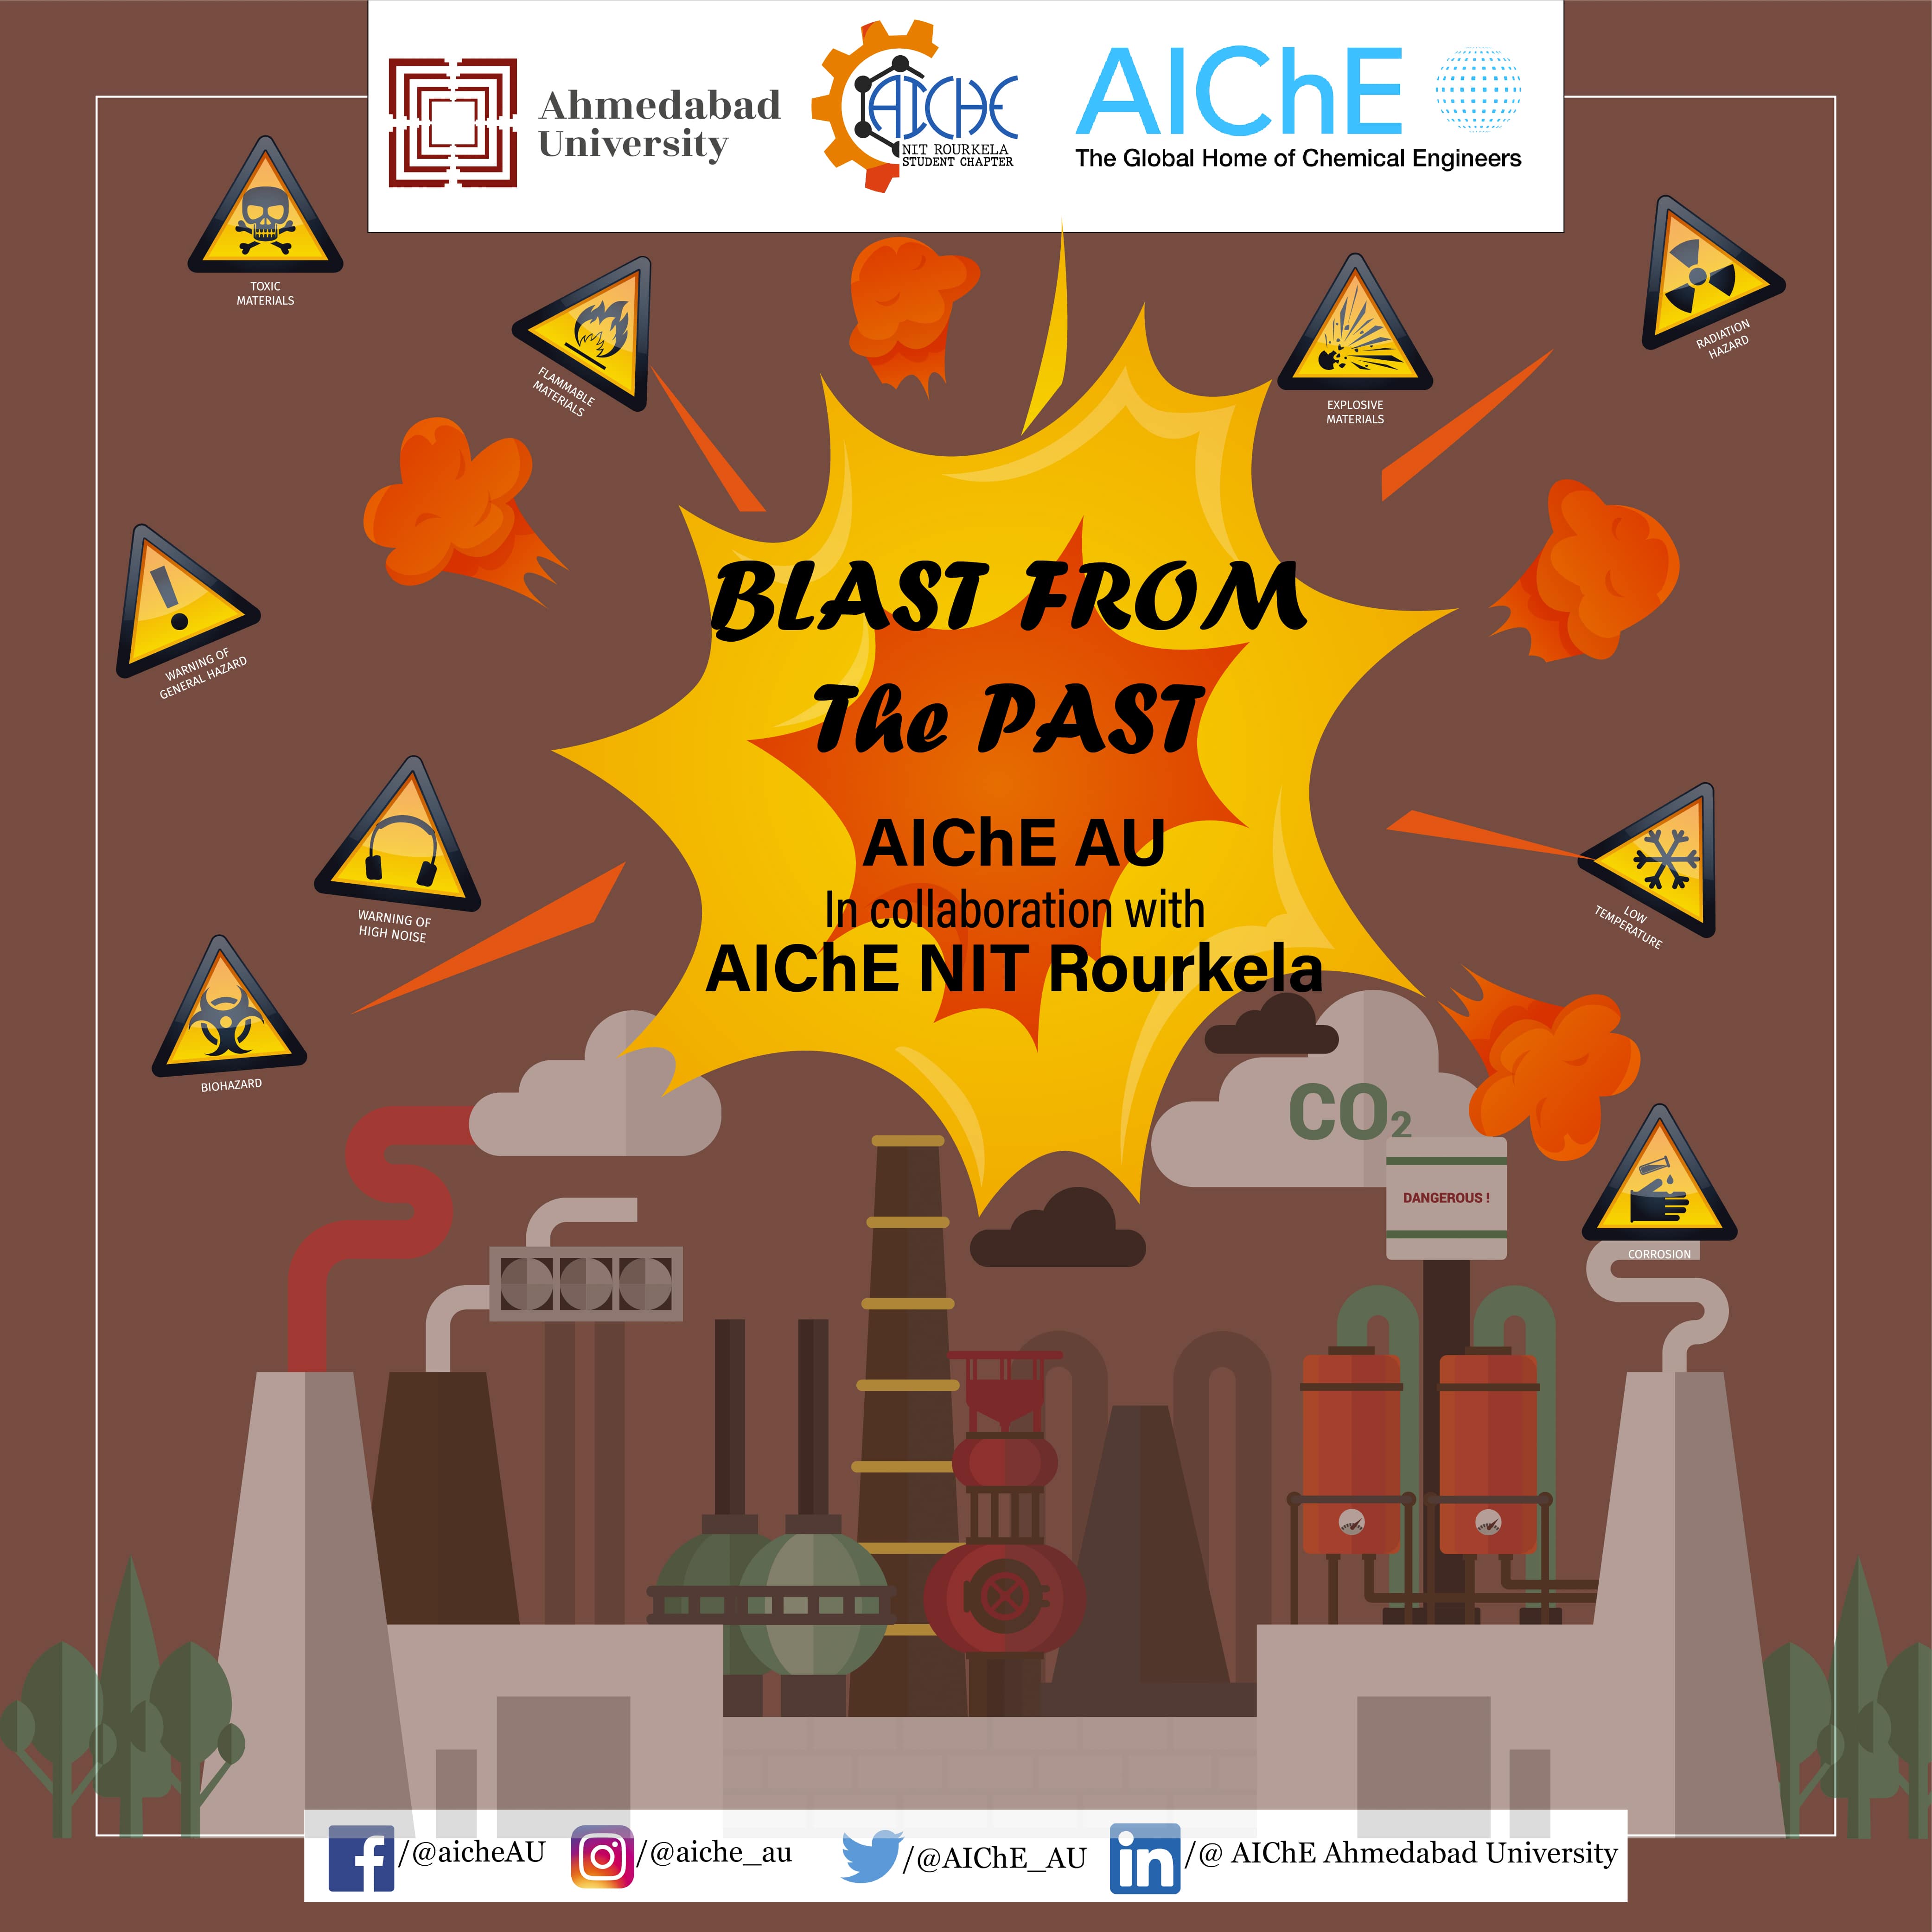 Ahmedabad
University
AIChE
NIT ROURKELA
STUDENT CHAPTER
AIChE
The Global Home of Chemical Engineers
TOXIC
MATERIALS
FLAMMABLE
MATERIALS
EXPLOSIVE
MATERIALS
RADIATION
HAZARD
WARNING OF
GENERAL HAZARD
BLAST FROM
The PAST
AIChE AU
In collaboration with
AIChE NIT Rourkela
WARNING OF
HIGH NOISE
LOW
TEMPERATURE
BIOHAZARD
CO₂
DANGEROUS !
CORROSION
/@aicheAU
/@aiche_au
/@AIChE_AU
in
/@ AIChE Ahmedabad University